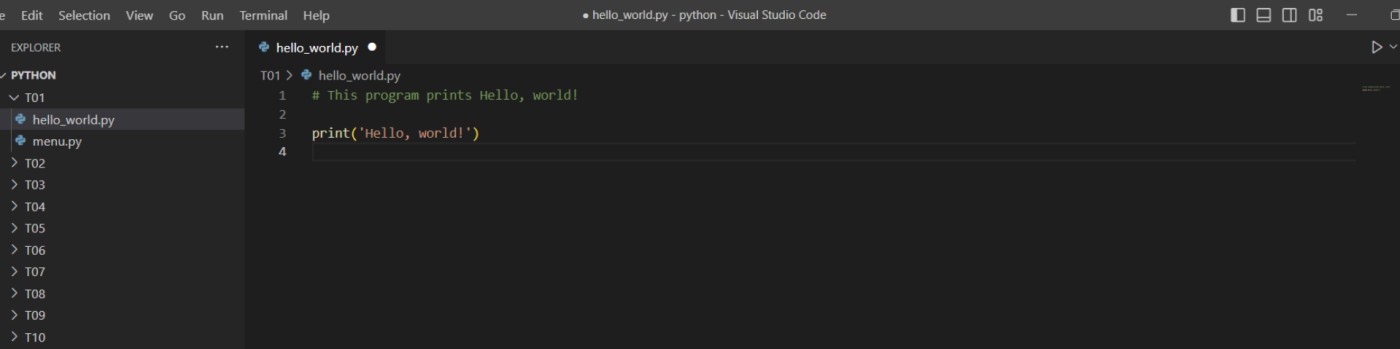 Edit Selection View Go Run Terminal Help
● hello_world.py - python - Visual Studio Code
EXPLORER
PYTHON
T01
hello_world.py
menu.py
T02
T03
T04
T05
T06
T07
T08
T09
T10
hello_world.py
T01 > hello_world.py
1 # This program prints Hello, world!
2
3 print('Hello, world!')
4